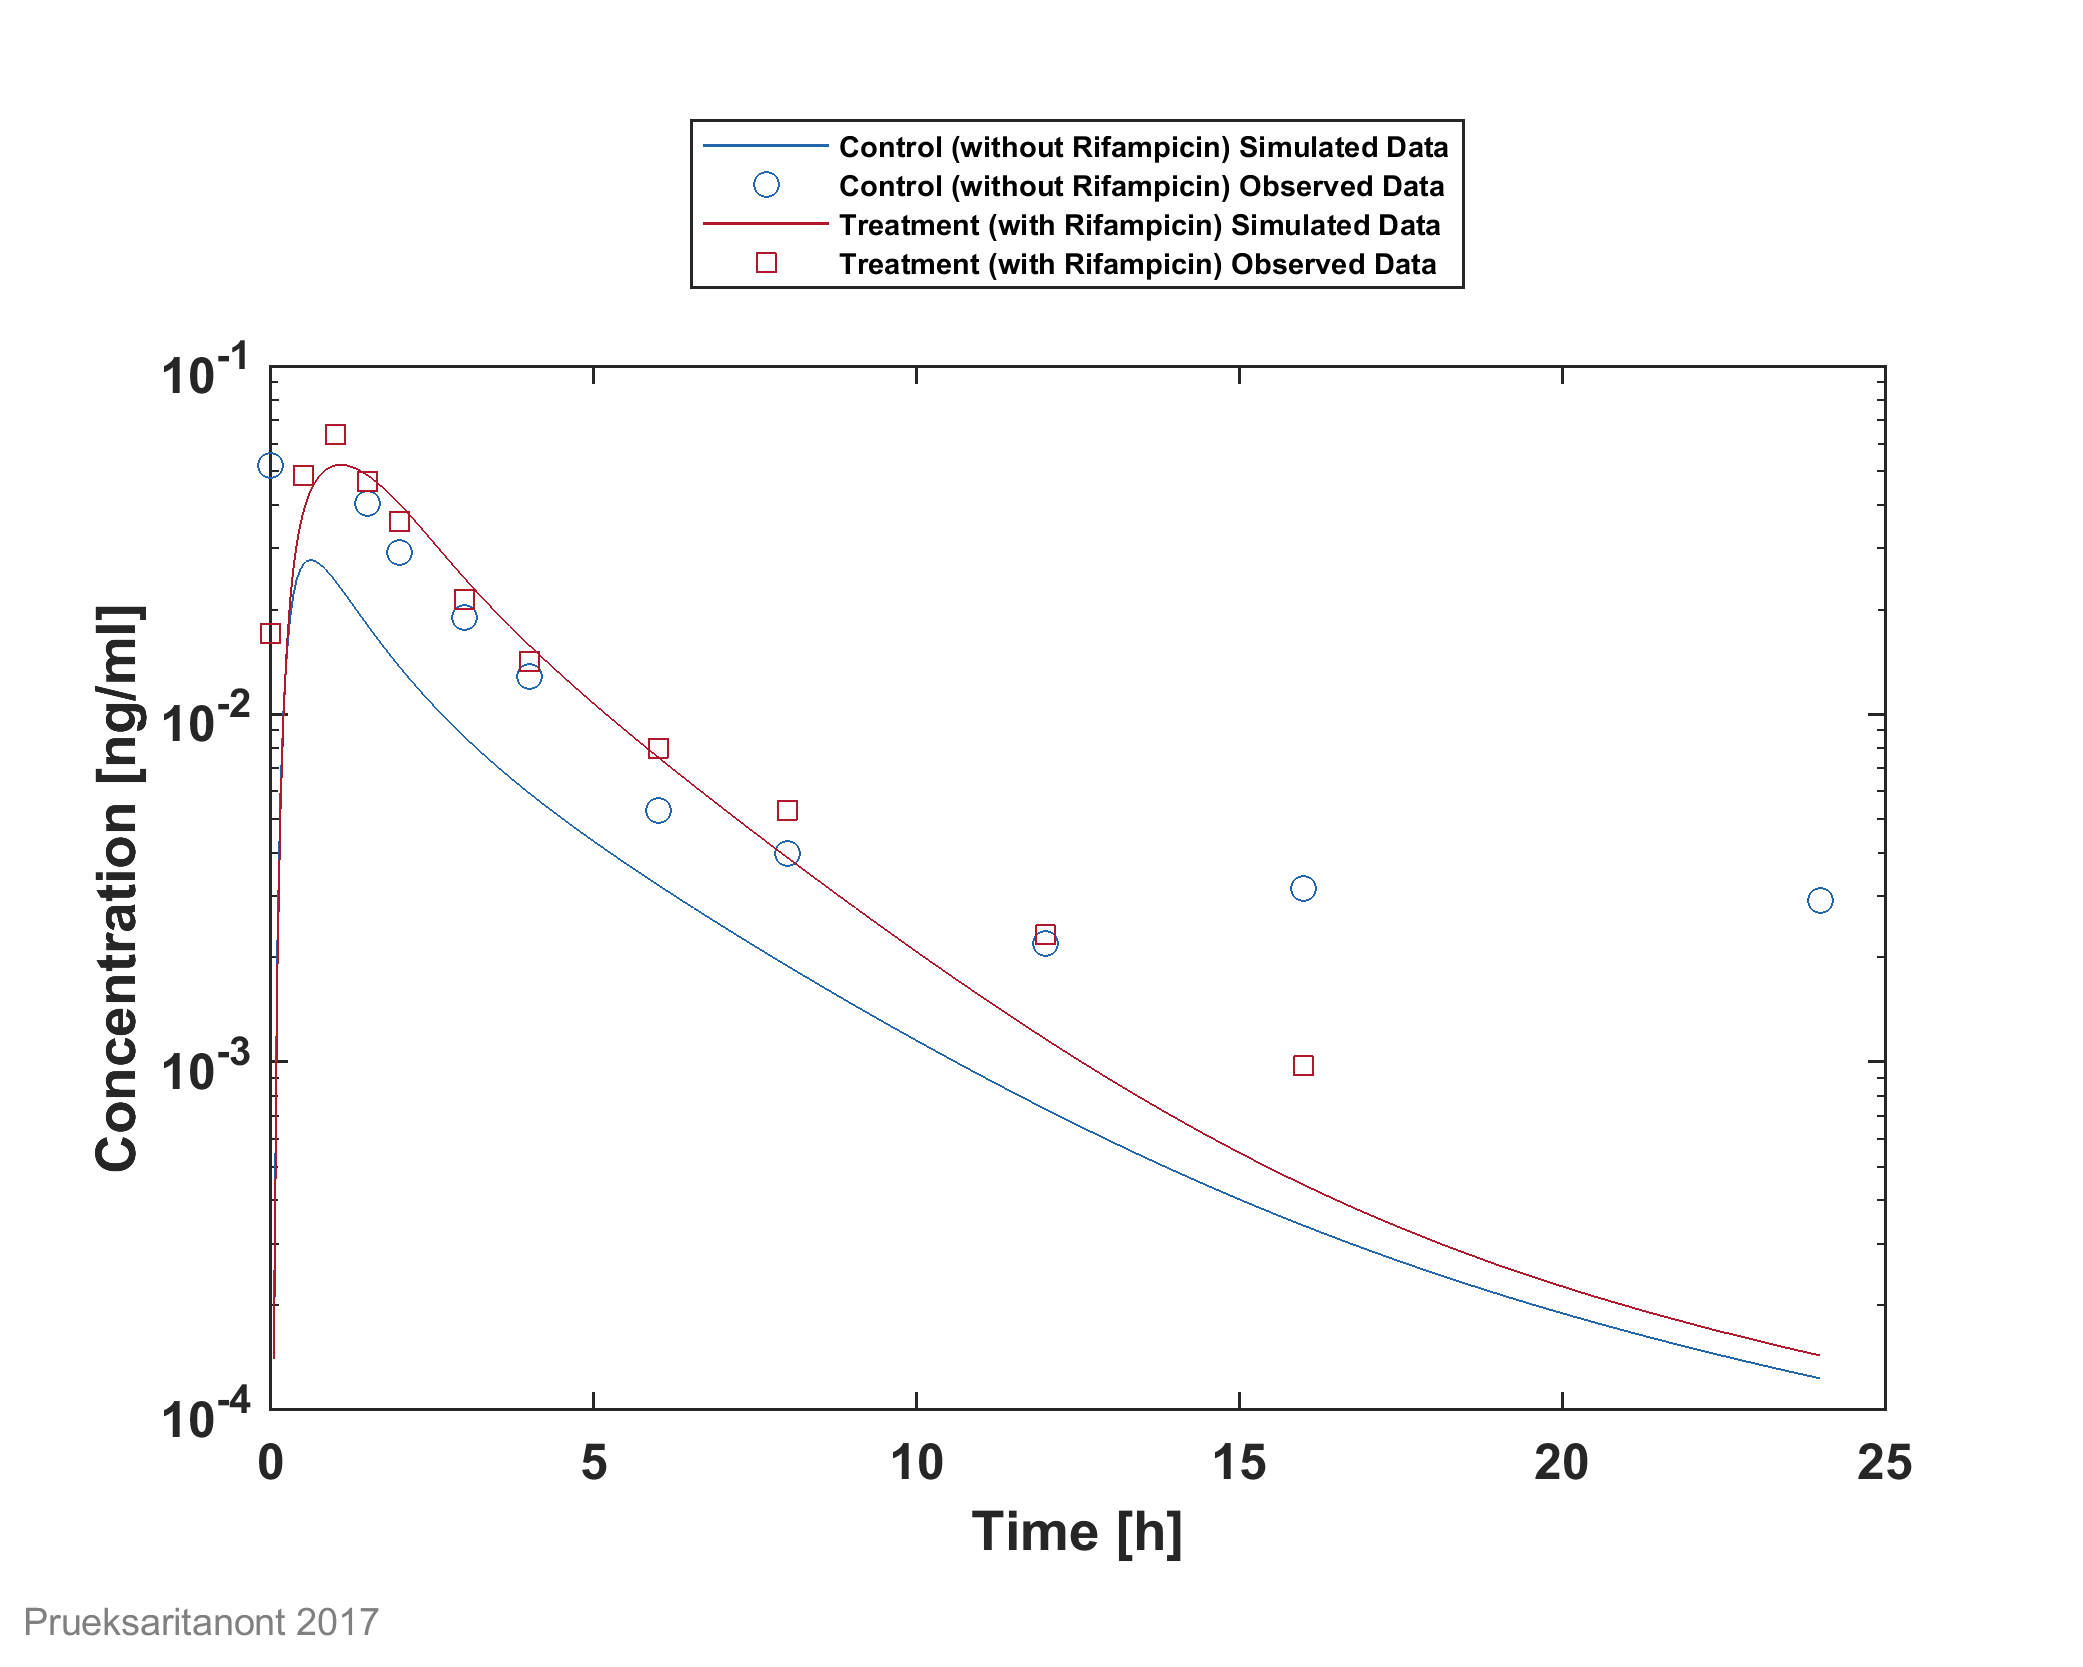 Control (without Rifampicin) Simulated Data
Control (without Rifampicin) Observed Data
Treatment (with Rifampicin) Simulated Data
Treatment (with Rifampicin) Observed Data
10^-1
10^-2
10^-3
10^-4
Concentration [ng/ml]
0 5 10 15 20 25
Time [h]
Prueksaritanont 2017